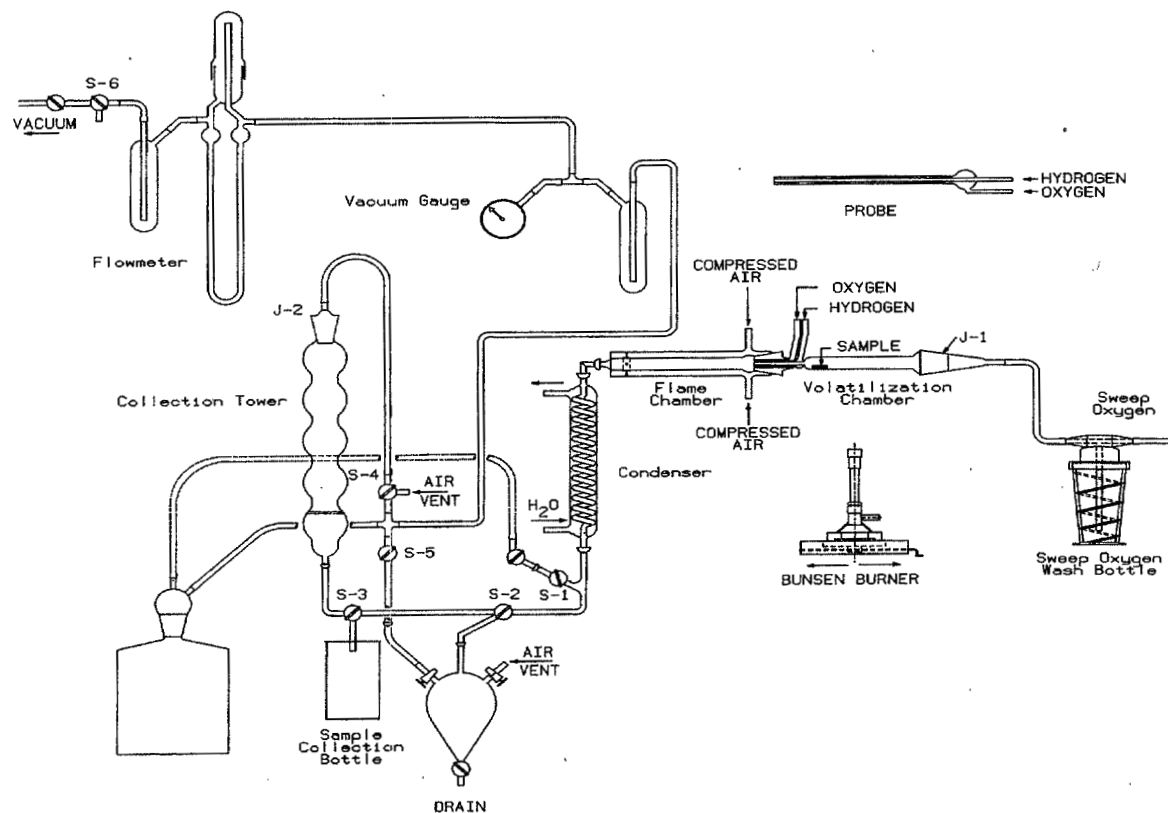 S-6
VACUUM
Flowmeter
Vacuum Gauge
HYDROGEN
OXYGEN
PROBE
COMPRESSED
AIR
OXYGEN
HYDROGEN
SAMPLE
J-1
J-2
Flame
Chamber
Volatilization
Chamber
Sweep
Oxygen
Collection Tower
COMPRESSED
AIR
S-4
AIR
VENT
Condenser
H2O
S-5
S-1
BUNSEN BURNER
Sweep Oxygen
Wash Bottle
S-3
S-2
AIR
VENT
Sample
Collection
Bottle
DRAIN